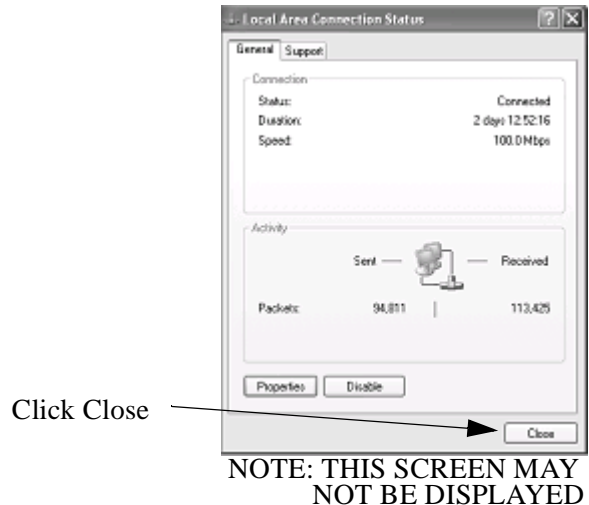 Local Area Connection Status
General Support
Connection
Status: Connected
Duration: 2 days 12:52:16
Speed: 100.0 Mbps
Activity
Sent — — Received
Packets: 94,811 | 113,425
Properties Disable
Click Close
Close
NOTE: THIS SCREEN MAY
NOT BE DISPLAYED